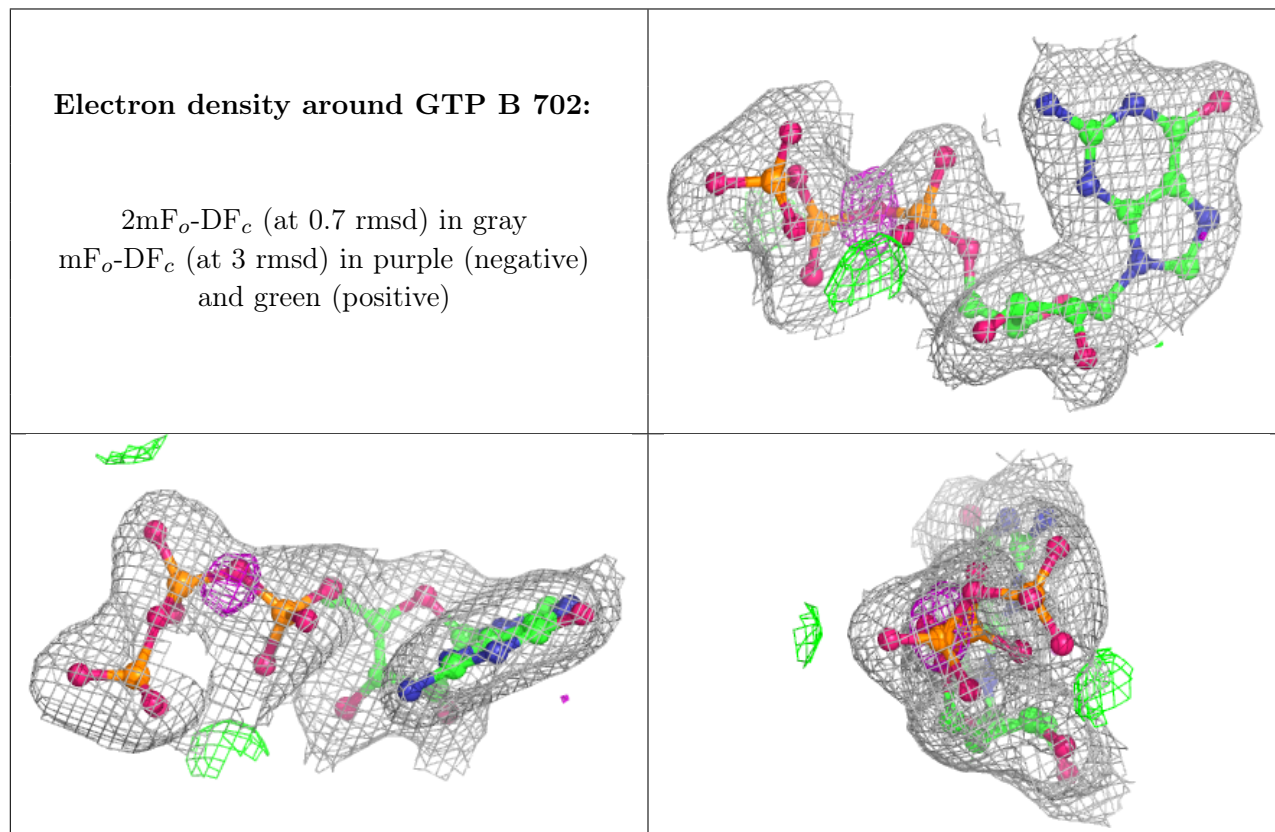 Electron density around GTP B 702:
2mFₒ-DF𝒸 (at 0.7 rmsd) in gray
mFₒ-DF𝒸 (at 3 rmsd) in purple (negative)
and green (positive)